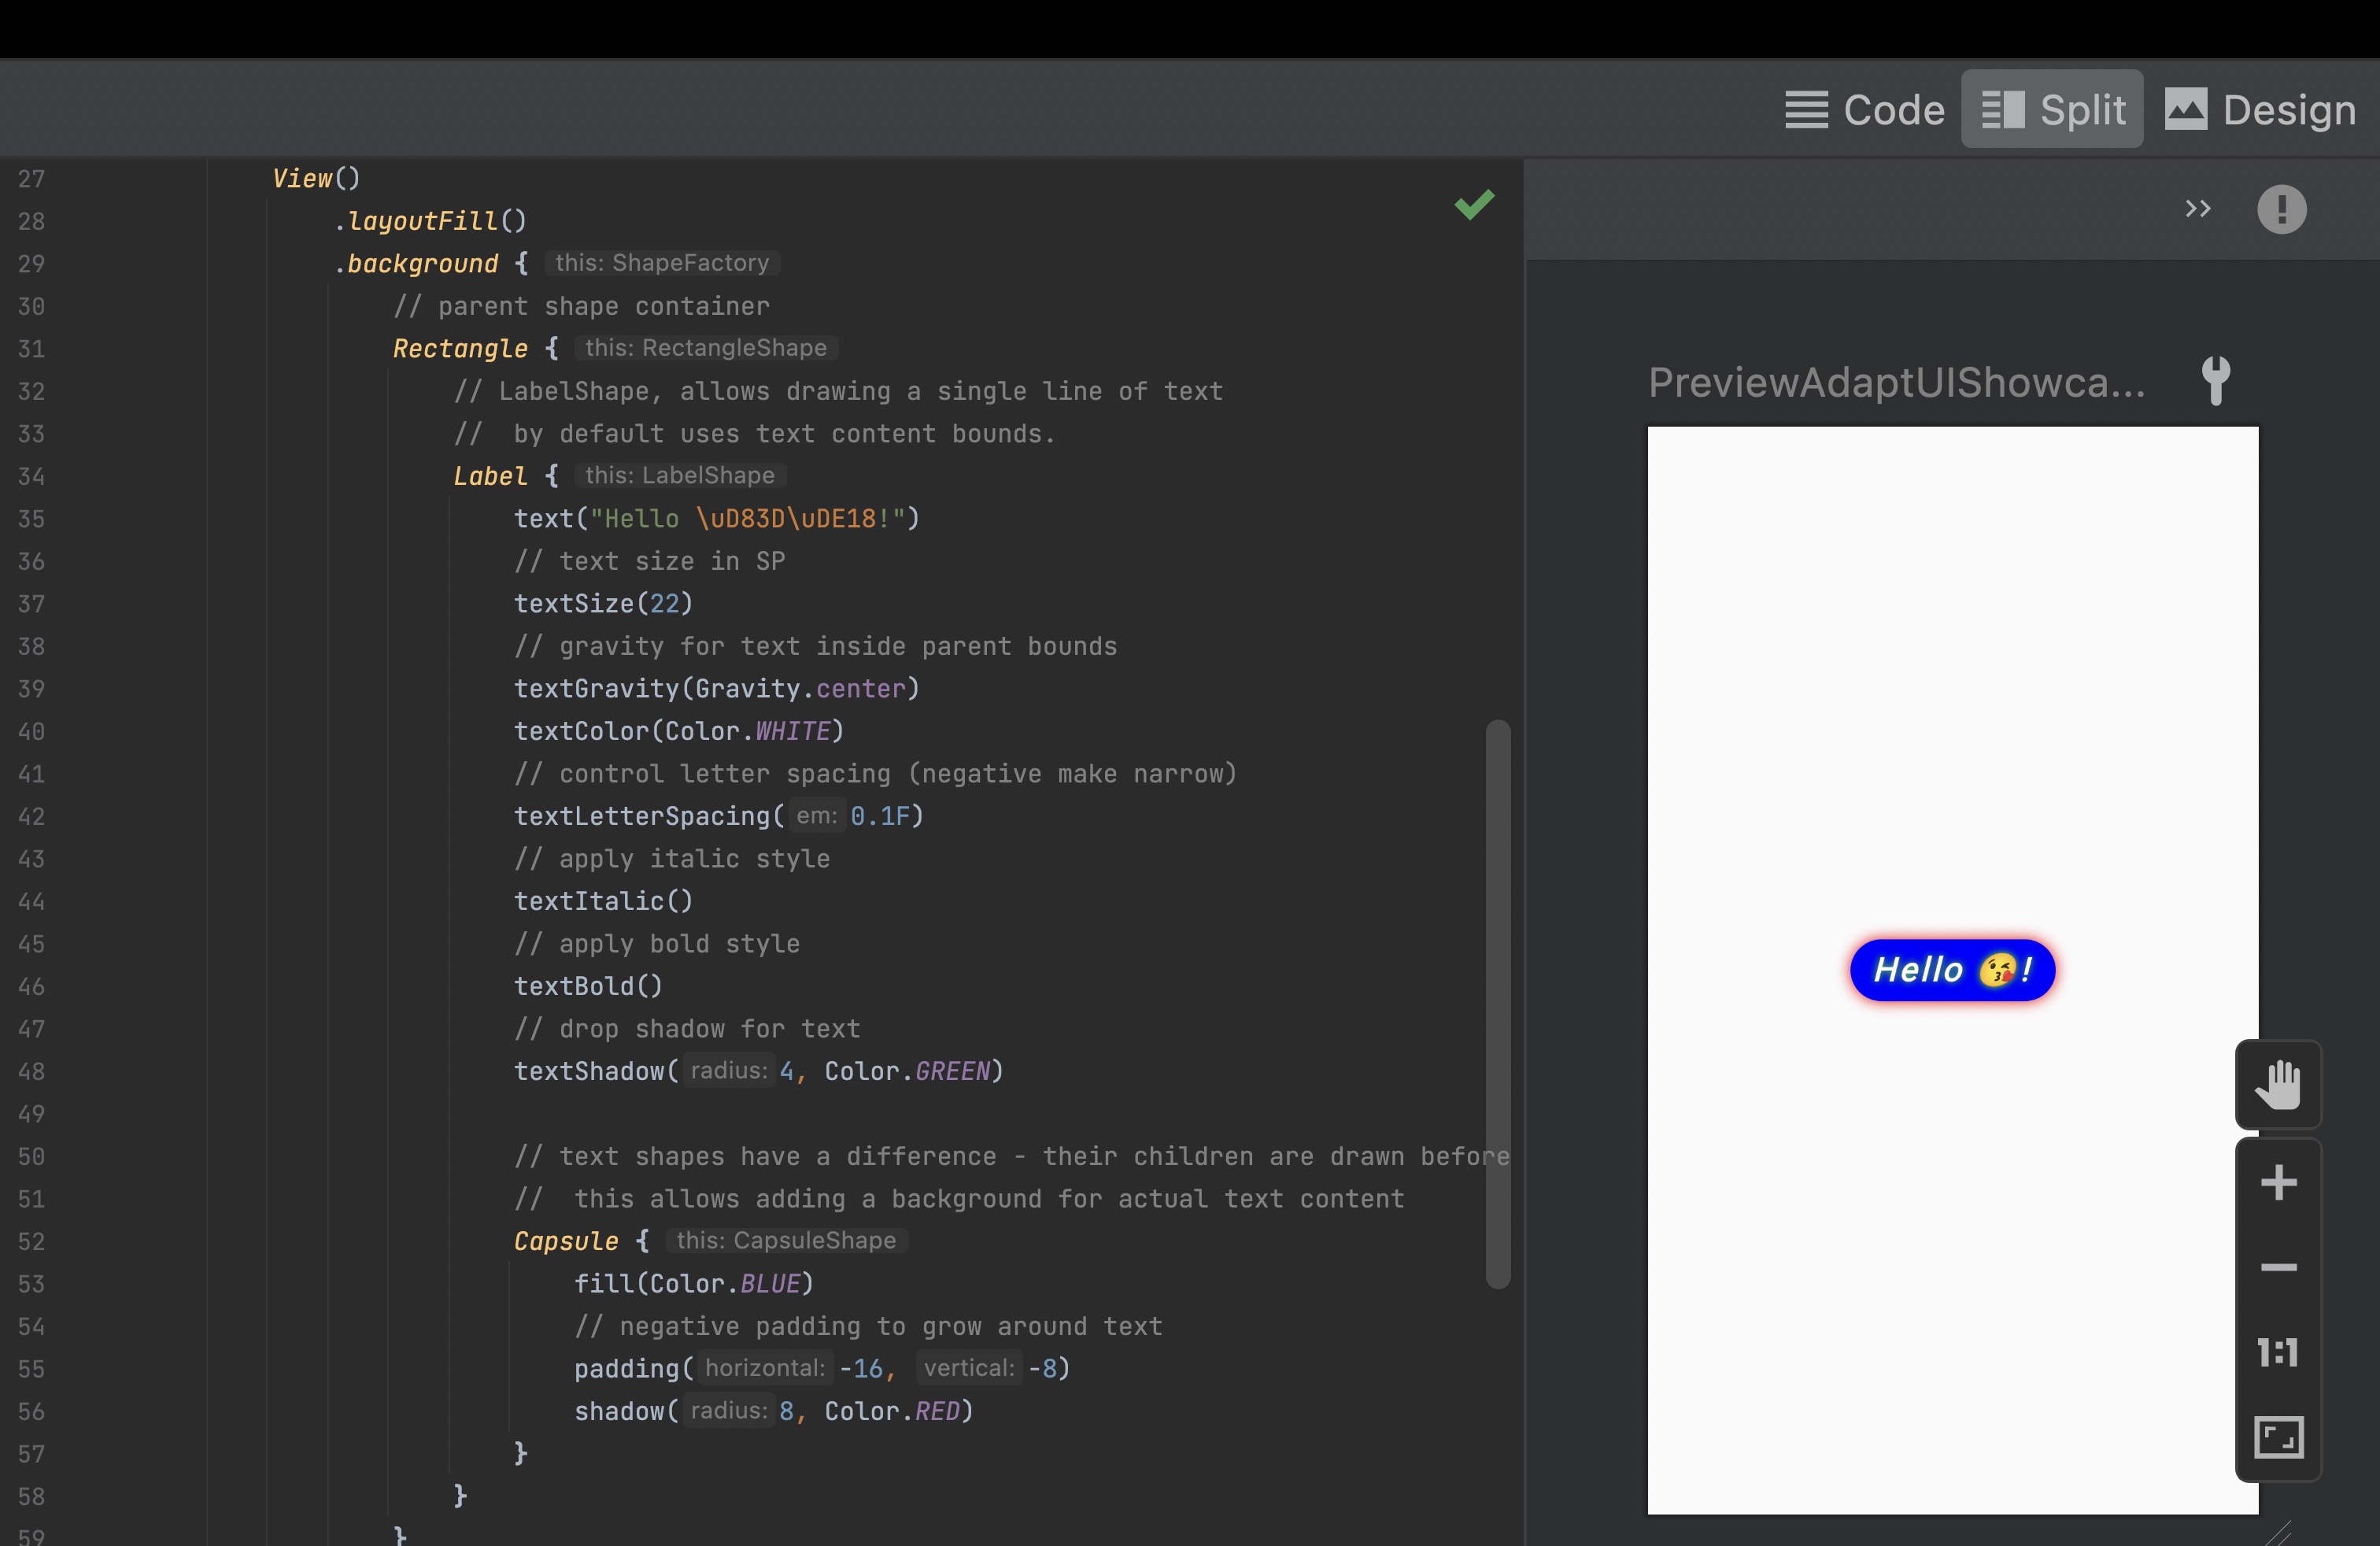 Code Split Design
27 View()
28 .layoutFill()
29 .background { this: ShapeFactory
30 // parent shape container
31 Rectangle { this: RectangleShape
32 // LabelShape, allows drawing a single line of text
33 //  by default uses text content bounds.
34 Label { this: LabelShape
35 text("Hello \uD83D\uDE18!")
36 // text size in SP
37 textSize(22)
38 // gravity for text inside parent bounds
39 textGravity(Gravity.center)
40 textColor(Color.WHITE)
41 // control letter spacing (negative make narrow)
42 textLetterSpacing( em: 0.1F)
43 // apply italic style
44 textItalic()
45 // apply bold style
46 textBold()
47 // drop shadow for text
48 textShadow( radius: 4, Color.GREEN)
49
50 // text shapes have a difference - their children are drawn before
51 //  this allows adding a background for actual text content
52 Capsule { this: CapsuleShape
53 fill(Color.BLUE)
54 // negative padding to grow around text
55 padding( horizontal: -16, vertical: -8)
56 shadow( radius: 8, Color.RED)
57 }
58 }
59 }
PreviewAdaptUIShowca...
Hello 😘!
1:1